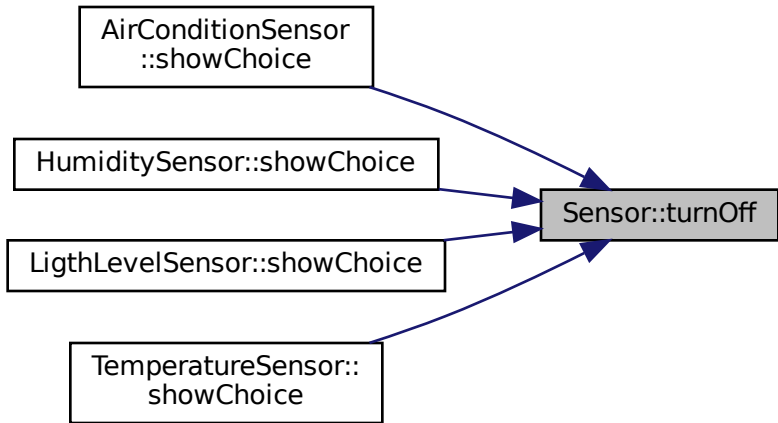 AirConditionSensor
::showChoice
HumiditySensor::showChoice
Sensor::turnOff
LigthLevelSensor::showChoice
TemperatureSensor::
showChoice